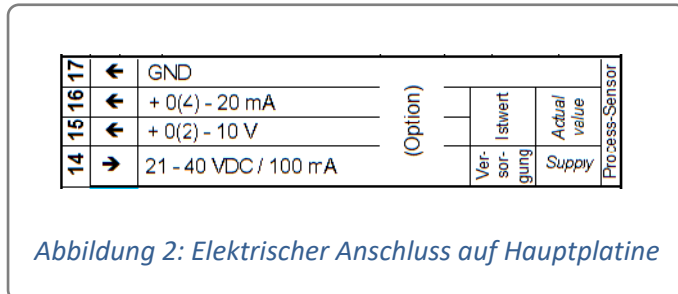 17 ← GND
16 ← + 0(4) - 20 mA
15 ← + 0(2) - 10 V
14 → 21 - 40 VDC / 100 mA
(Option)
Istwert
Ver-
sor-
gung
Actual
value
Supply
Process-Sensor
Abbildung 2: Elektrischer Anschluss auf Hauptplatine